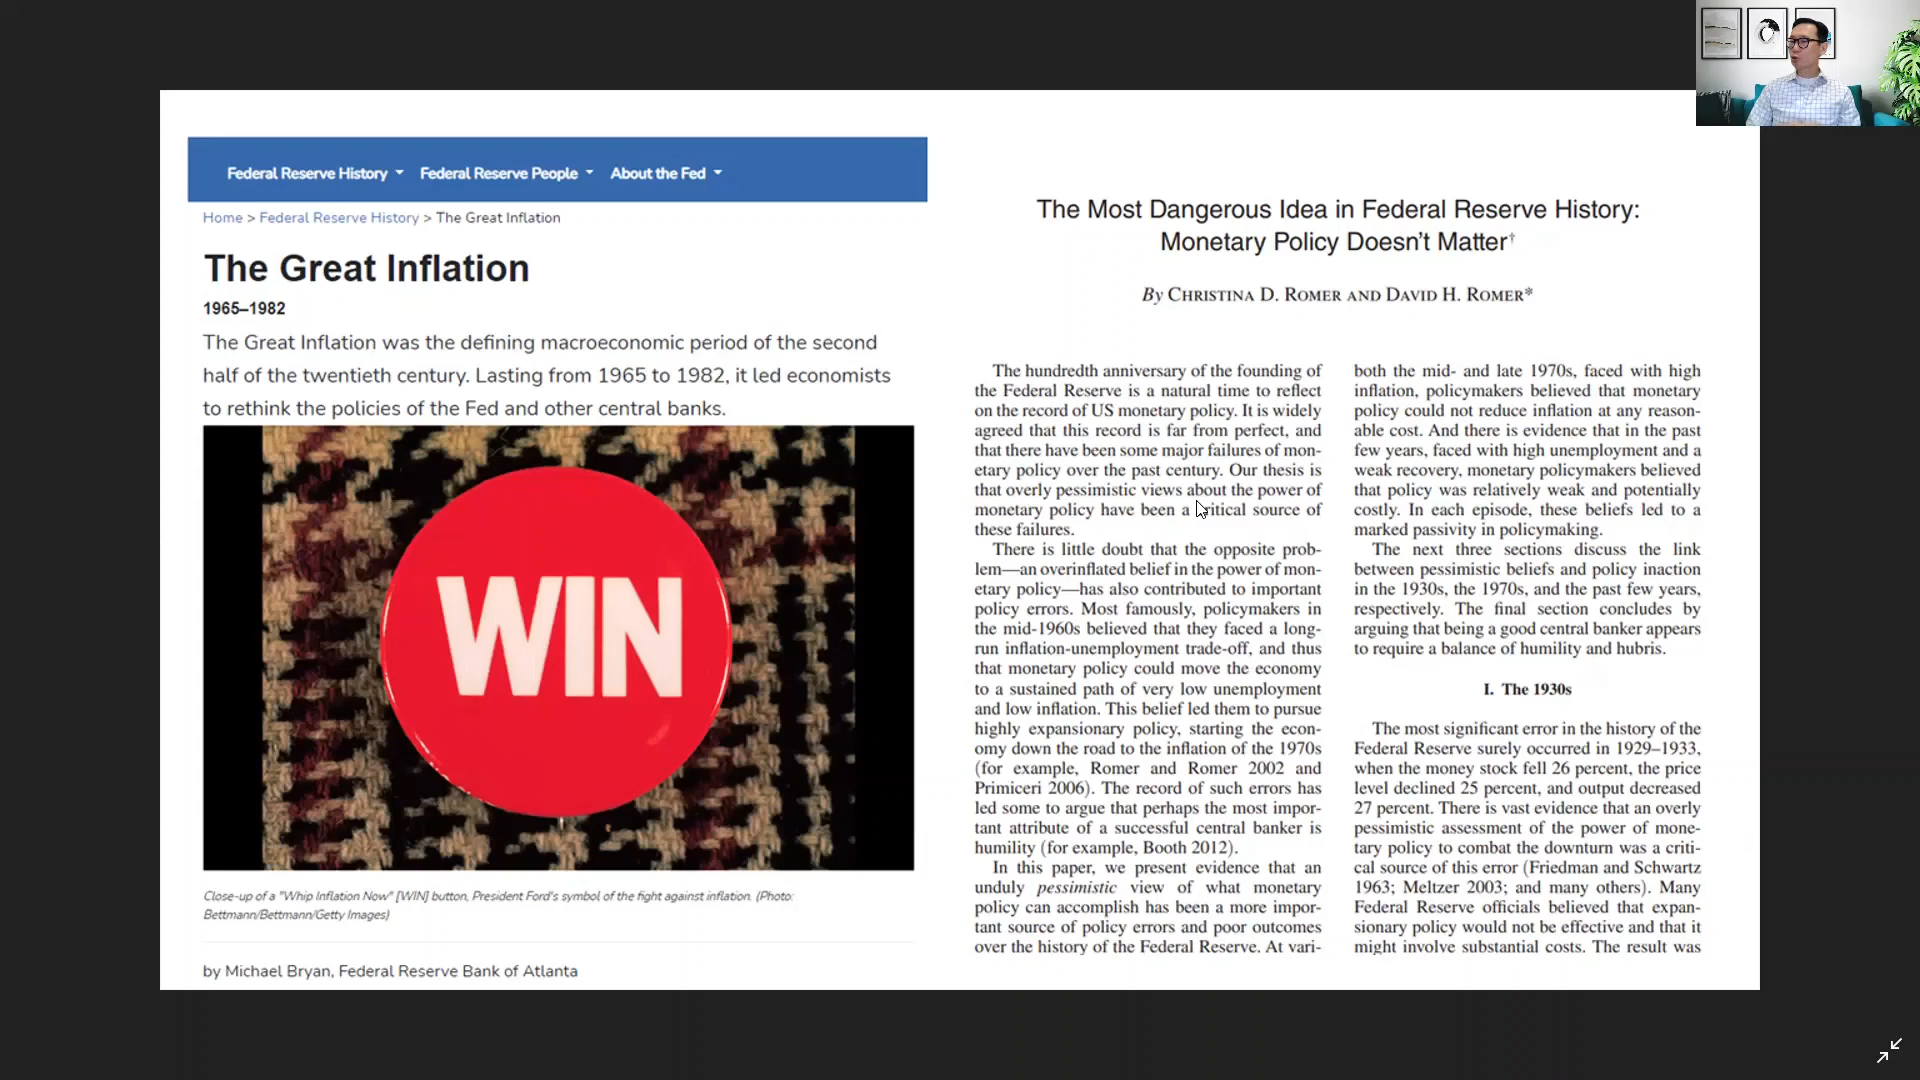 Federal Reserve History Federal Reserve People About the Fed
Home > Federal Reserve History > The Great Inflation
The Great Inflation
1965–1982
The Great Inflation was the defining macroeconomic period of the second
half of the twentieth century. Lasting from 1965 to 1982, it led economists
to rethink the policies of the Fed and other central banks.
WIN
Close-up of a "Whip Inflation Now" [WIN] button, President Ford's symbol of the fight against inflation. (Photo:
Bettmann/Bettmann/Getty Images)
by Michael Bryan, Federal Reserve Bank of Atlanta
The Most Dangerous Idea in Federal Reserve History:
Monetary Policy Doesn't Matter†
By Christina D. Romer and David H. Romer*
The hundredth anniversary of the founding of
the Federal Reserve is a natural time to reflect
on the record of US monetary policy. It is widely
agreed that this record is far from perfect, and
that there have been some major failures of mon-
etary policy over the past century. Our thesis is
that overly pessimistic views about the power of
monetary policy have been a critical source of
these failures.
There is little doubt that the opposite prob-
lem—an overinflated belief in the power of mon-
etary policy—has also contributed to important
policy errors. Most famously, policymakers in
the mid-1960s believed that they faced a long-
run inflation-unemployment trade-off, and thus
that monetary policy could move the economy
to a sustained path of very low unemployment
and low inflation. This belief led them to pursue
highly expansionary policy, starting the econ-
omy down the road to the inflation of the 1970s
(for example, Romer and Romer 2002 and
Primiceri 2006). The record of such errors has
led some to argue that perhaps the most impor-
tant attribute of a successful central banker is
humility (for example, Booth 2012).
In this paper, we present evidence that an
unduly pessimistic view of what monetary
policy can accomplish has been a more impor-
tant source of policy errors and poor outcomes
over the history of the Federal Reserve. At vari-
both the mid- and late 1970s, faced with high
inflation, policymakers believed that monetary
policy could not reduce inflation at any reason-
able cost. And there is evidence that in the past
few years, faced with high unemployment and a
weak recovery, monetary policymakers believed
that policy was relatively weak and potentially
costly. In each episode, these beliefs led to a
marked passivity in policymaking.
The next three sections discuss the link
between pessimistic beliefs and policy inaction
in the 1930s, the 1970s, and the past few years,
respectively. The final section concludes by
arguing that being a good central banker appears
to require a balance of humility and hubris.
I. The 1930s
The most significant error in the history of the
Federal Reserve surely occurred in 1929–1933,
when the money stock fell 26 percent, the price
level declined 25 percent, and output decreased
27 percent. There is vast evidence that an overly
pessimistic assessment of the power of mone-
tary policy to combat the downturn was a criti-
cal source of this error (Friedman and Schwartz
1963; Meltzer 2003; and many others). Many
Federal Reserve officials believed that expan-
sionary policy would not be effective and that it
might involve substantial costs. The result was